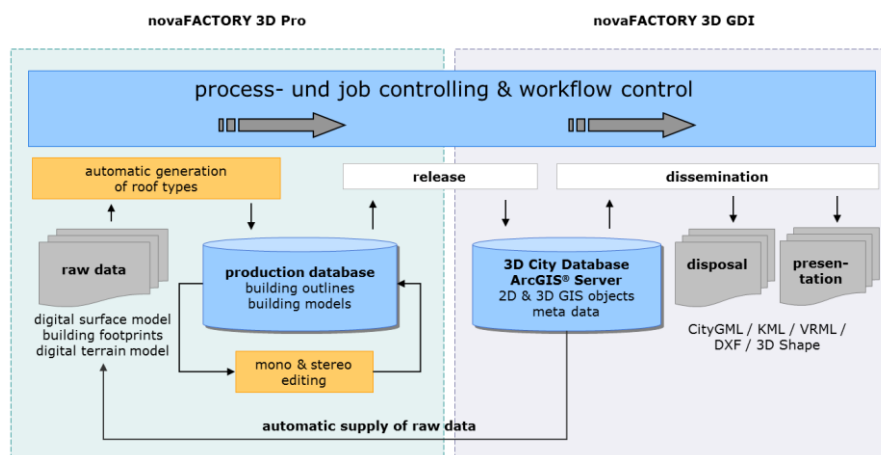 novaFACTORY 3D Pro
novaFACTORY 3D GDI
process- und job controlling & workflow control
automatic generation
of roof types
release
dissemination
raw data
production database
building outlines
building models
3D City Database
ArcGIS® Server
2D & 3D GIS objects
meta data
disposal
presen-
tation
digital surface model
building footprints
digital terrain model
mono & stereo
editing
CityGML / KML / VRML /
DXF / 3D Shape
automatic supply of raw data